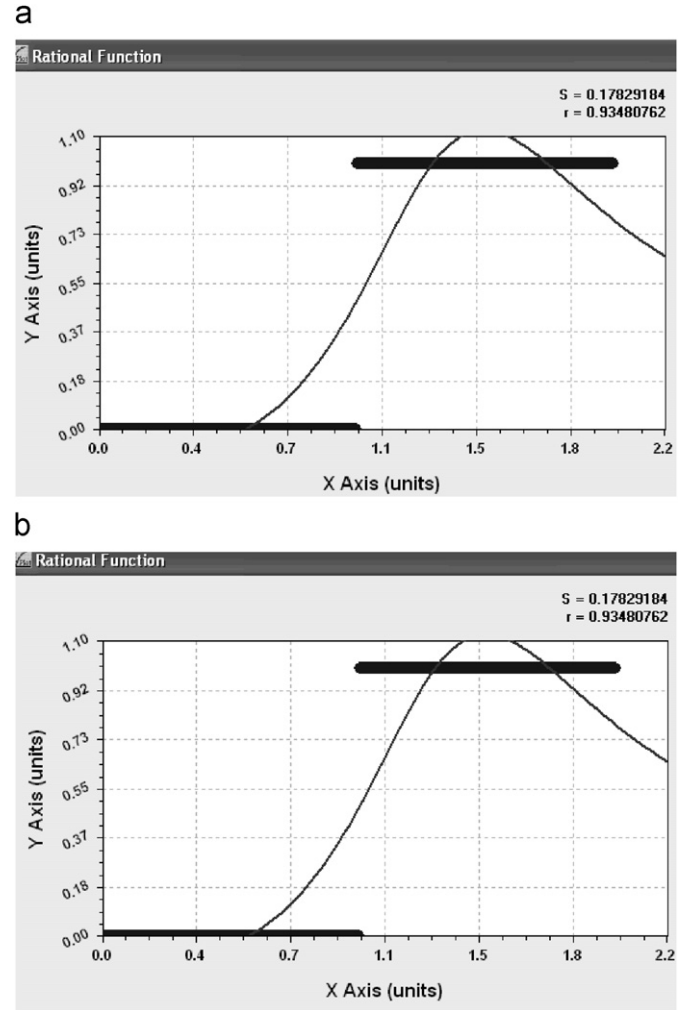 a
Rational Function
S = 0.17829184
r = 0.93480762
1.10
0.92
0.73
0.55
0.37
0.18
0.00
Y Axis (units)
0.0 0.4 0.7 1.1 1.5 1.8 2.2
X Axis (units)
b
Rational Function
S = 0.17829184
r = 0.93480762
1.10
0.92
0.73
0.55
0.37
0.18
0.00
Y Axis (units)
0.0 0.4 0.7 1.1 1.5 1.8 2.2
X Axis (units)